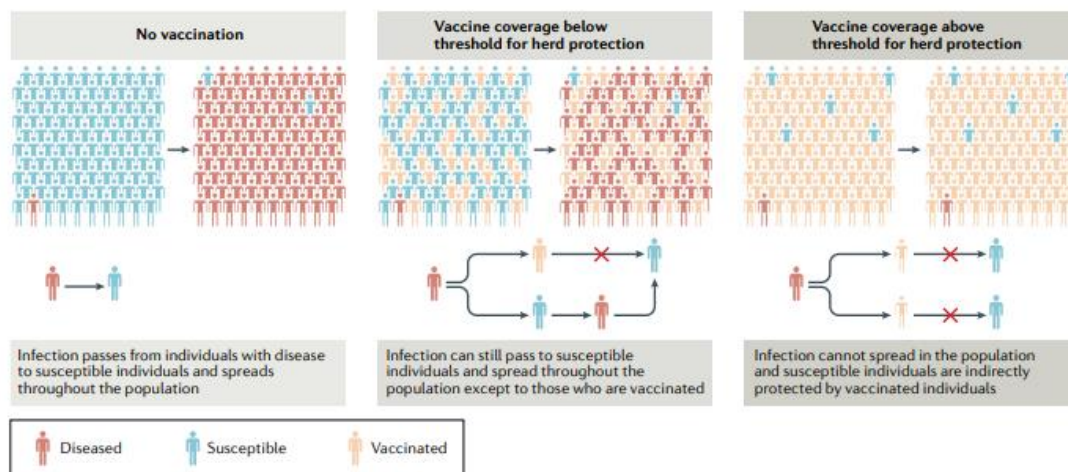 No vaccination
Vaccine coverage below
threshold for herd protection
Vaccine coverage above
threshold for herd protection
Infection passes from individuals with disease
to susceptible individuals and spreads
throughout the population
Infection can still pass to susceptible
individuals and spread throughout the
population except to those who are vaccinated
Infection cannot spread in the population
and susceptible individuals are indirectly
protected by vaccinated individuals
Diseased
Susceptible
Vaccinated